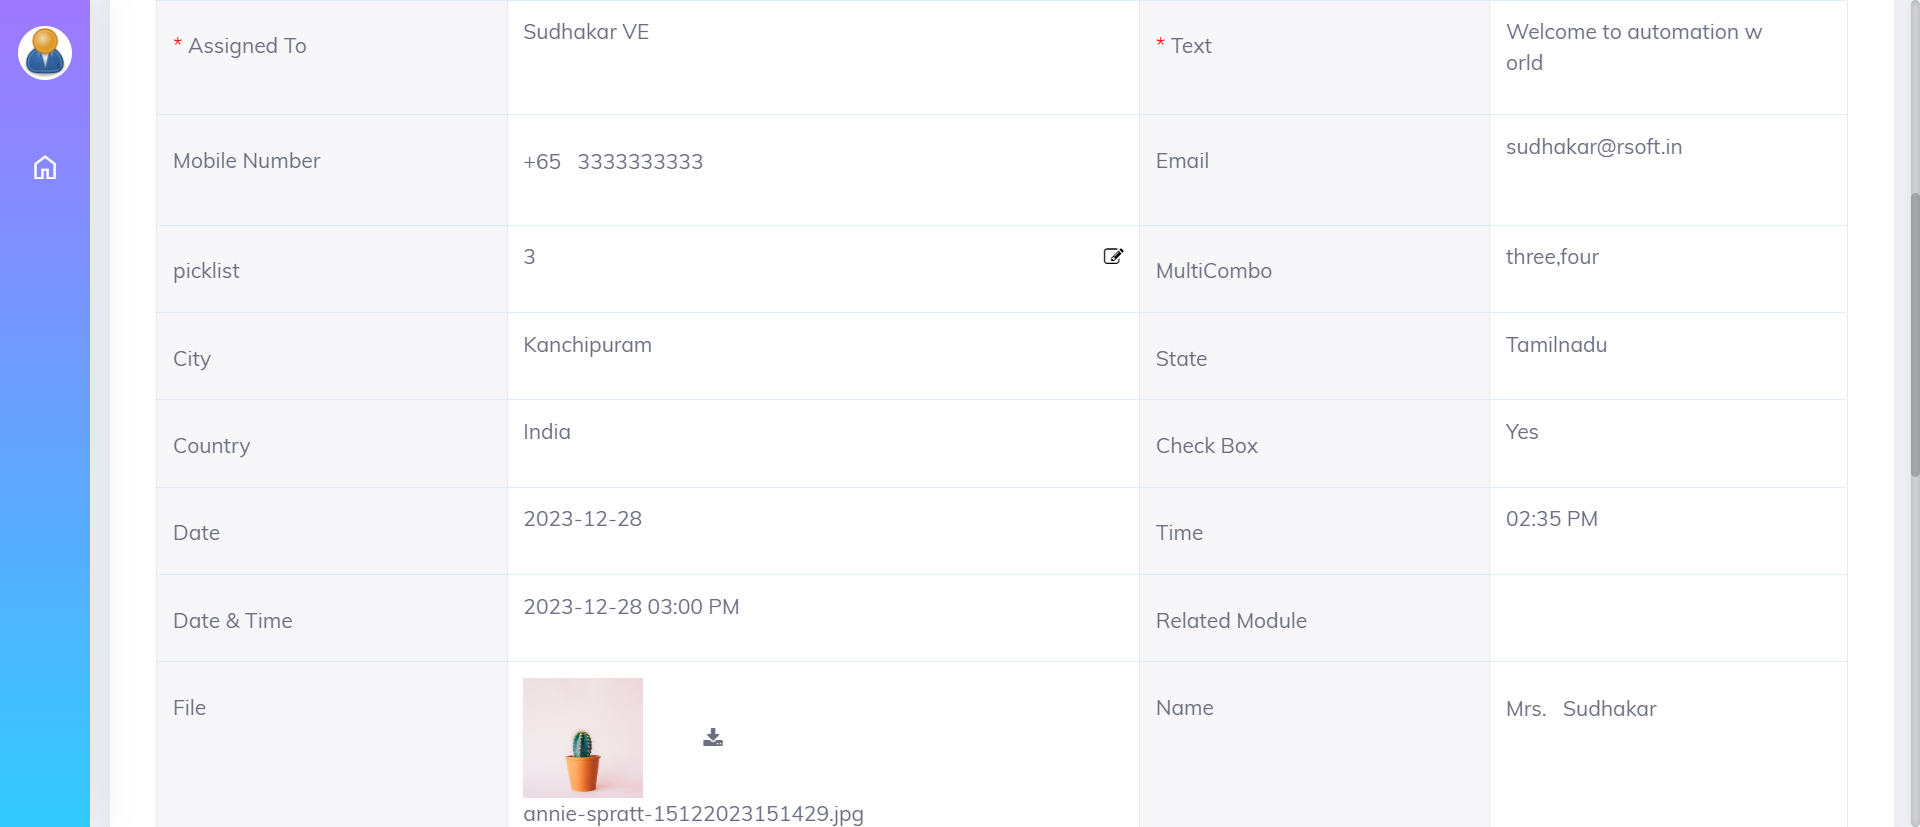 * Assigned To
Sudhakar VE
* Text
Welcome to automation w
orld
Mobile Number
+65 3333333333
Email
sudhakar@rsoft.in
picklist
3
MultiCombo
three,four
City
Kanchipuram
State
Tamilnadu
Country
India
Check Box
Yes
Date
2023-12-28
Time
02:35 PM
Date & Time
2023-12-28 03:00 PM
Related Module
File
annie-spratt-15122023151429.jpg
Name
Mrs. Sudhakar